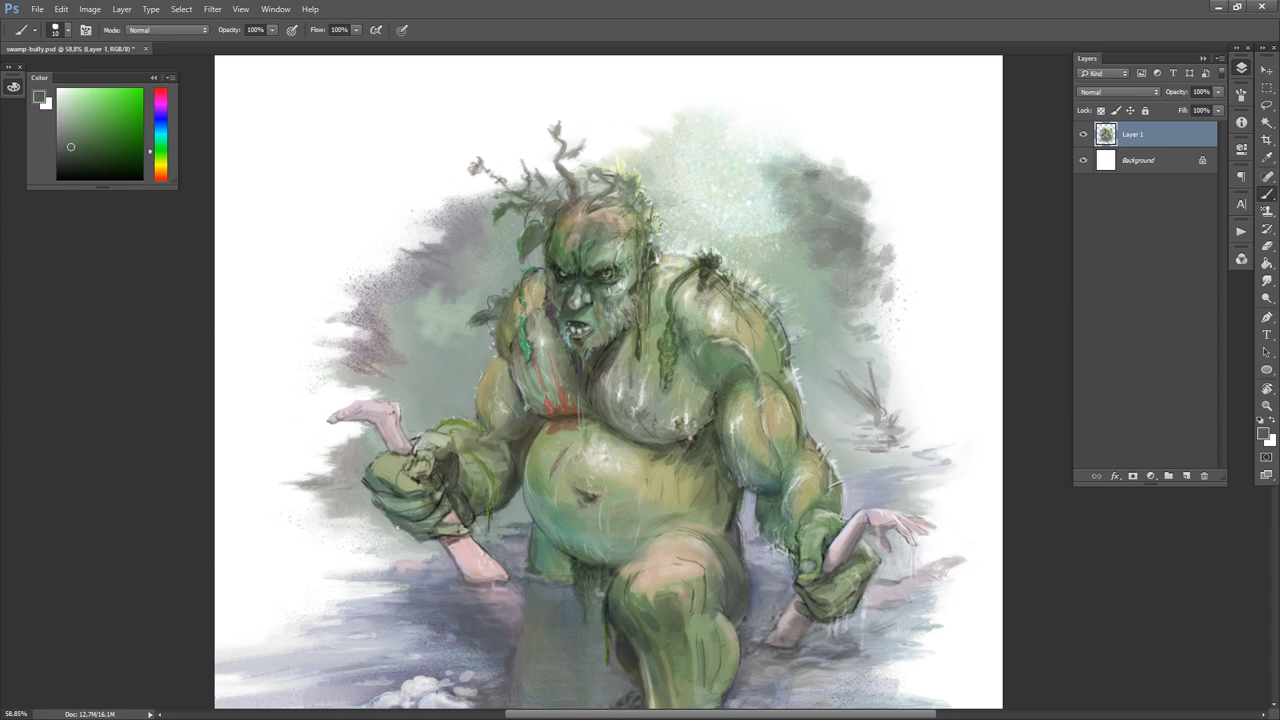 Ps File Edit Image Layer Type Select Filter View Window Help
10 Mode: Normal Opacity: 100% Flow: 100%
swamp-bully.psd @ 58,8% (Layer 1, RGB/8) * ×
Color
Layers
Kind
Normal Opacity: 100%
Lock: Fill: 100%
Layer 1
Background
fx
58.85% Doc: 12,7M/16,1M